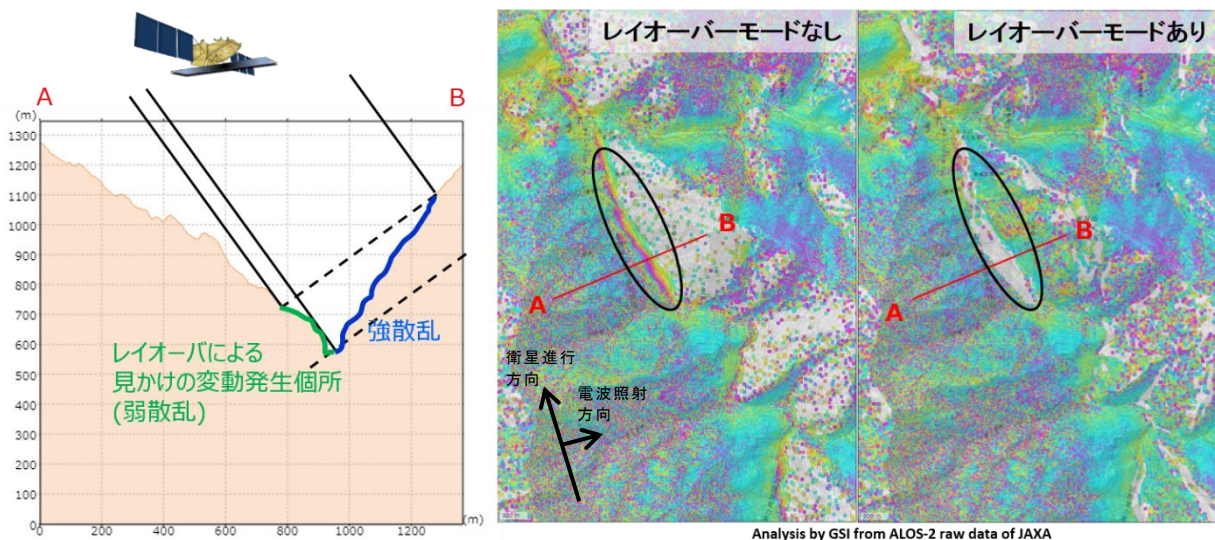 A
B
(m)
1300
1200
1100
1000
900
800
700
600
500
400
300
200
100
0
0
200
400
600
800
1000
1200
(m)
強散乱
レイオーバによる
見かけの変動発生個所
(弱散乱)
レイオーバーモードなし
A
B
衛星進行
方向
電波照射
方向
レイオーバーモードあり
A
B
Analysis by GSI from ALOS-2 raw data of JAXA